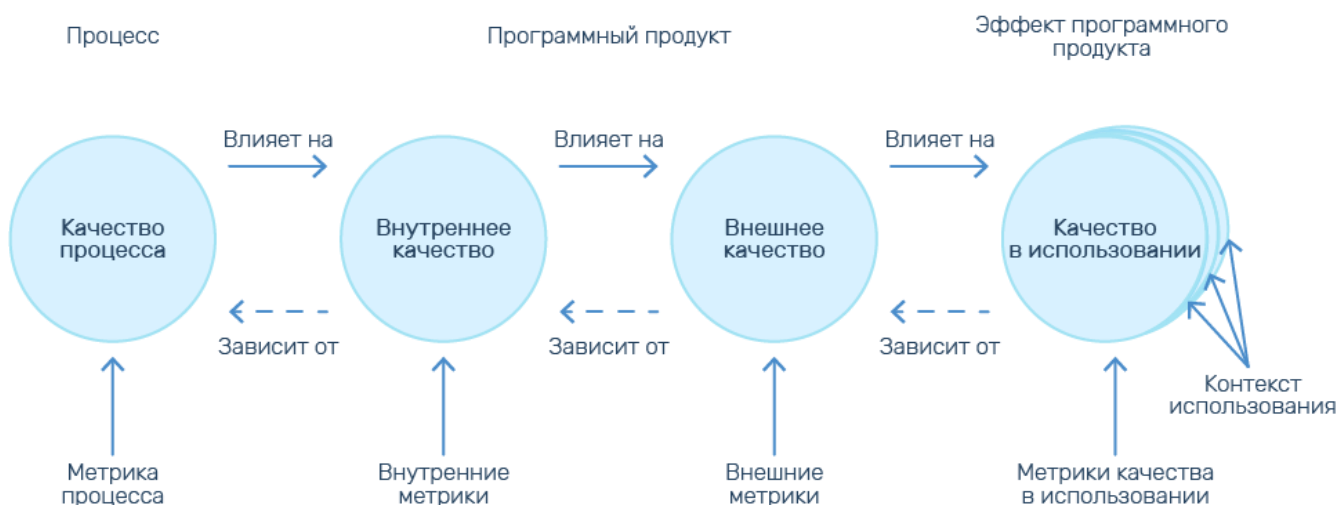 Процесс
Программный продукт
Эффект программного
продукта
Влияет на
Влияет на
Влияет на
Качество
процесса
Внутреннее
качество
Внешнее
качество
Качество
в использовании
Зависит от
Зависит от
Зависит от
Контекст
использования
Метрика
процесса
Внутренние
метрики
Внешние
метрики
Метрики качества
в использовании